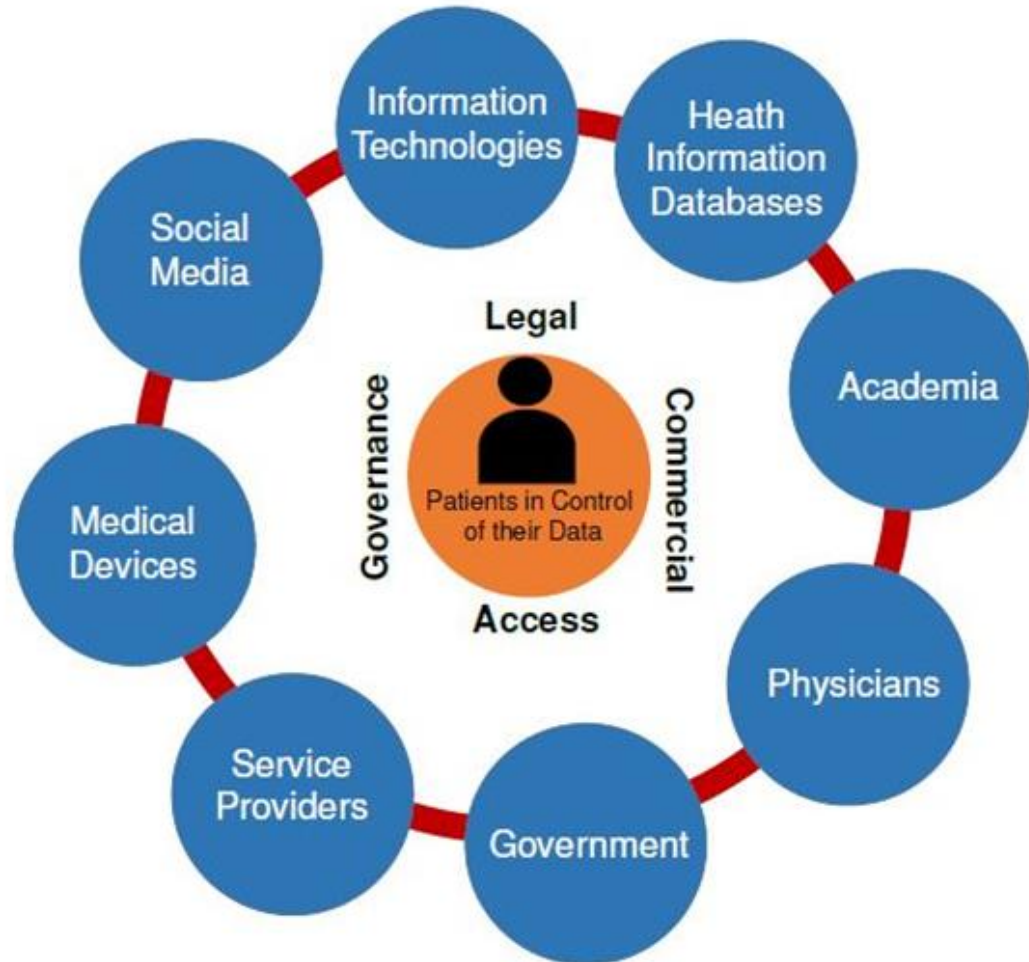 Information
Technologies
Heath
Information
Databases
Social
Media
Academia
Legal
Governance
Commercial
Patients in Control
of their Data
Access
Medical
Devices
Physicians
Service
Providers
Government